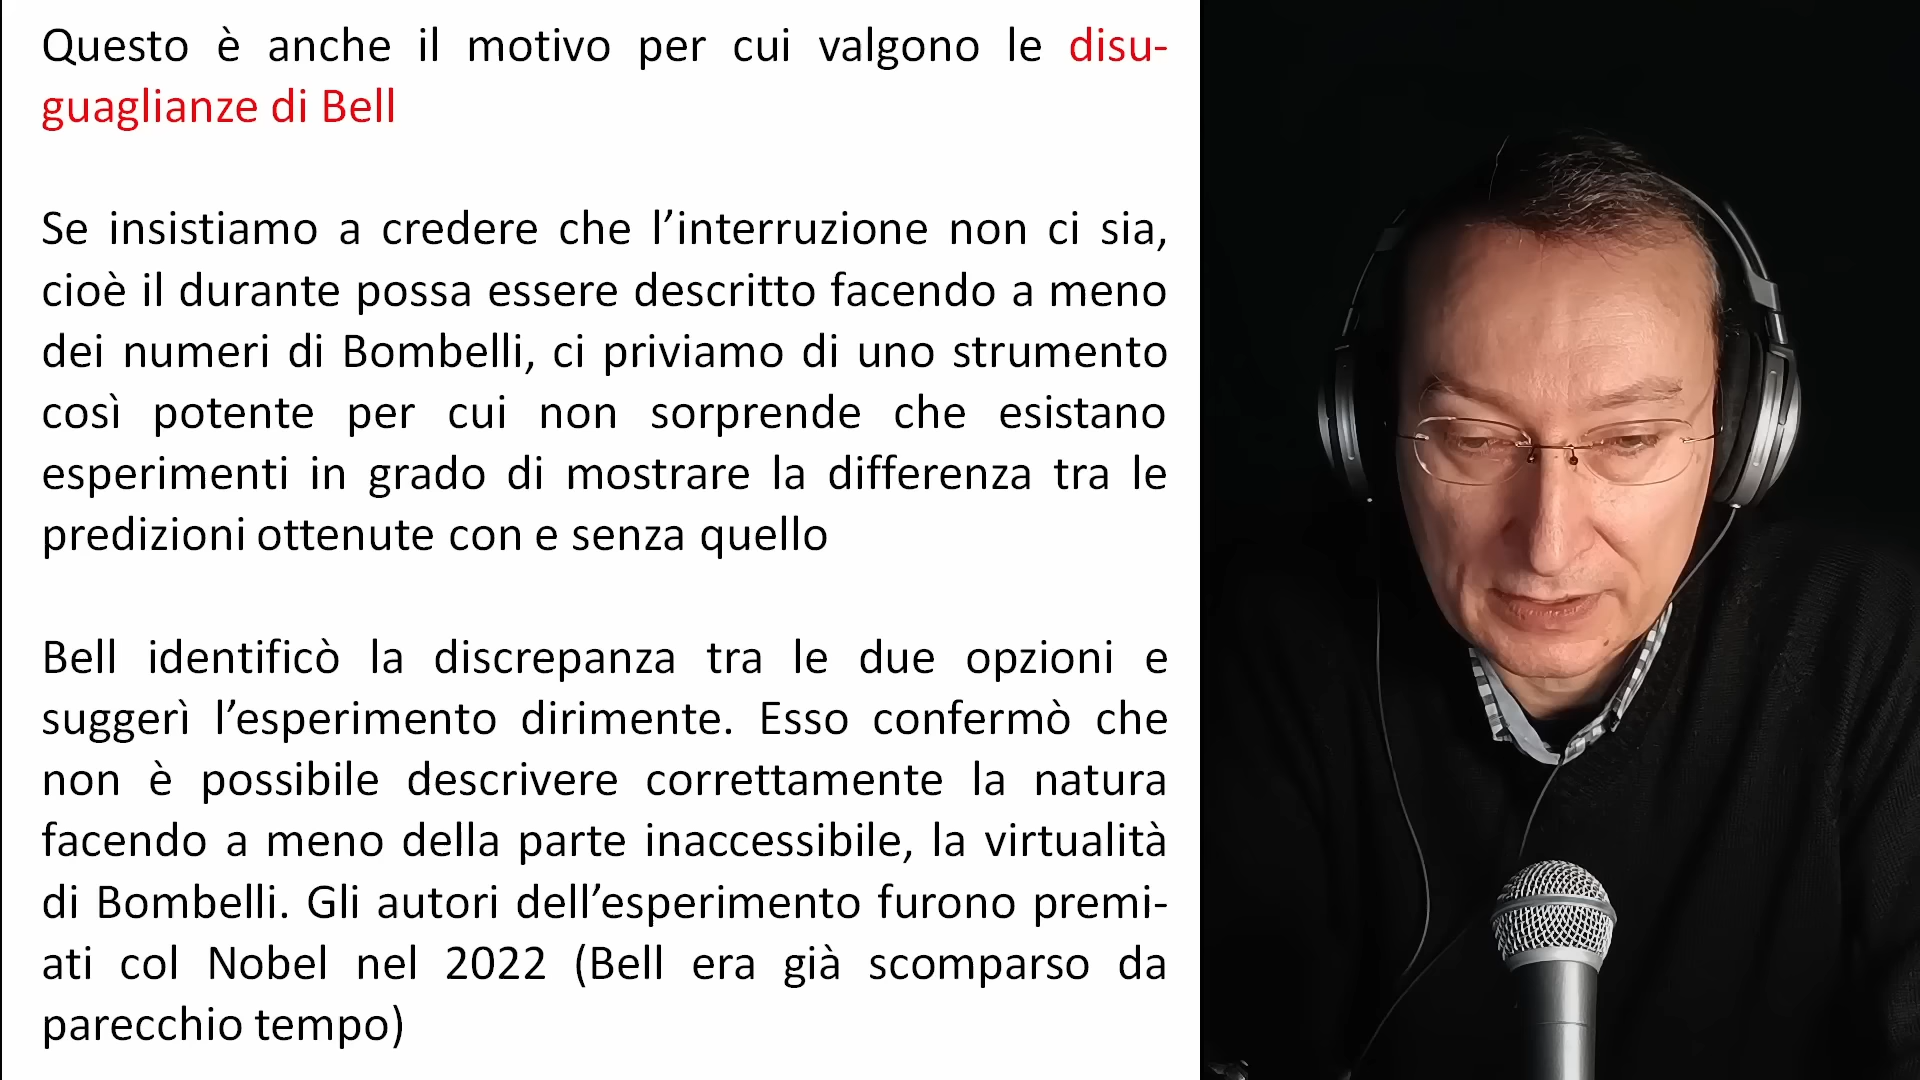 Questo è anche il motivo per cui valgono le disu-
guaglianze di Bell
Se insistiamo a credere che l’interruzione non ci sia,
cioè il durante possa essere descritto facendo a meno
dei numeri di Bombelli, ci priviamo di uno strumento
così potente per cui non sorprende che esistano
esperimenti in grado di mostrare la differenza tra le
predizioni ottenute con e senza quello
Bell identificò la discrepanza tra le due opzioni e
suggerì l’esperimento dirimente. Esso confermò che
non è possibile descrivere correttamente la natura
facendo a meno della parte inaccessibile, la virtualità
di Bombelli. Gli autori dell’esperimento furono premi-
ati col Nobel nel 2022 (Bell era già scomparso da
parecchio tempo)